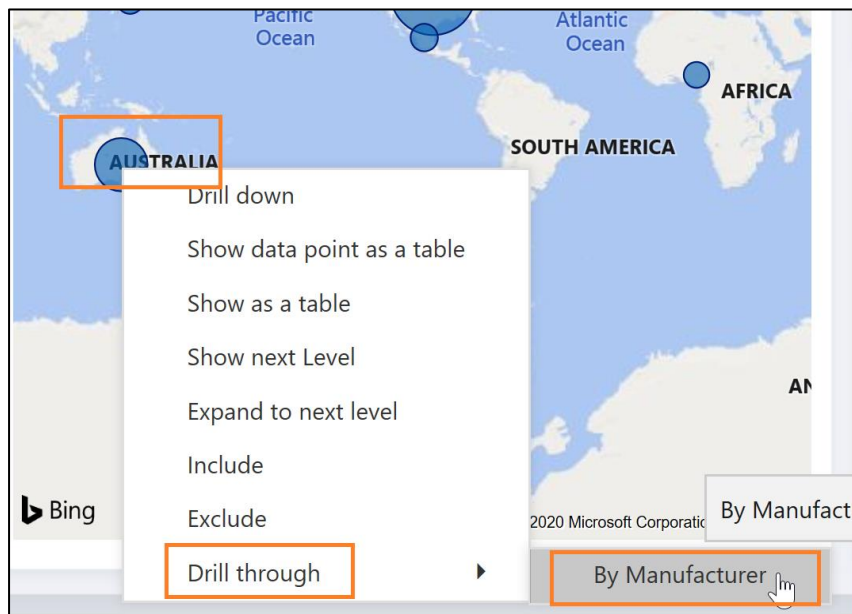 Pacific
Ocean
Atlantic
Ocean
AFRICA
SOUTH AMERICA
AUSTRALIA
Drill down
Show data point as a table
Show as a table
Show next Level
Expand to next level
Include
Exclude
Drill through
By Manufacturer
AN
Bing
2020 Microsoft Corporatio
By Manufact